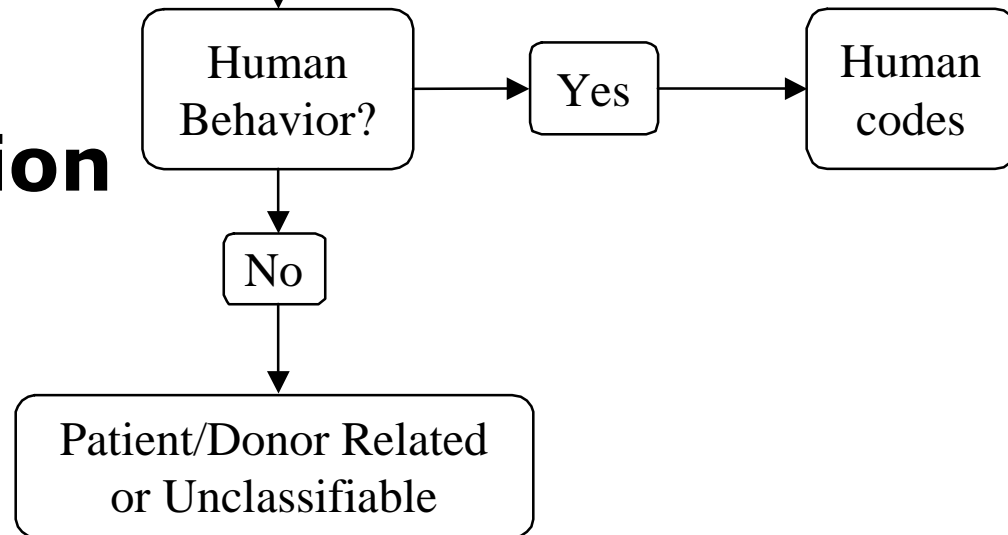 Human
Behavior?
Yes
Human
codes
ion
No
Patient/Donor Related
or Unclassifiable